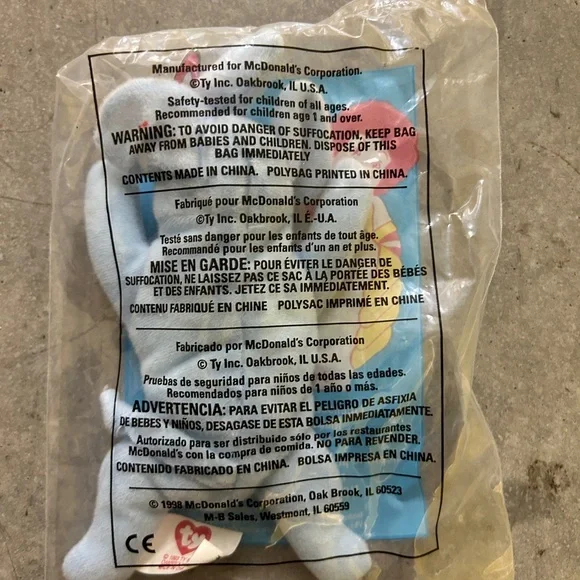 Manufactured for McDonald's Corporation.
©Ty Inc. Oakbrook, IL U.S.A.
Safety-tested for children of all ages.
Recommended for children age 1 and over.
WARNING: TO AVOID DANGER OF SUFFOCATION, KEEP BAG
AWAY FROM BABIES AND CHILDREN. DISPOSE OF THIS
BAG IMMEDIATELY
CONTENTS MADE IN CHINA. POLYBAG PRINTED IN CHINA.
Fabriqué pour McDonald's Corporation
©Ty Inc. Oakbrook, IL É.-U.A.
Testé sans danger pour les enfants de tout âge.
Recommandé pour les enfants d'un an et plus.
MISE EN GARDE: POUR ÉVITER LE DANGER DE
SUFFOCATION, NE LAISSEZ PAS CE SAC À LA PORTÉE DES BÉBÉS
ET DES ENFANTS. JETEZ CE SA IMMÉDIATEMENT.
CONTENU FABRIQUÉ EN CHINE POLYSAC IMPRIMÉ EN CHINE
Fabricado por McDonald's Corporation
© Ty Inc. Oakbrook, IL U.S.A.
Pruebas de seguridad para niños de todas las edades.
Recomendados para niños de 1 año o más.
ADVERTENCIA: PARA EVITAR EL PELIGRO DE ASFIXIA
DE BEBES Y NIÑOS, DESAGASE DE ESTA BOLSA INMEDIATAMENTE.
Autorizado para ser distribuido sólo por los restaurantes
McDonald's con la compra de comida. NO PARA REVENDER.
CONTENIDO FABRICADO EN CHINA. BOLSA IMPRESA EN CHINA.
© 1998 McDonald's Corporation, Oak Brook, IL 60523
M-B Sales, Westmont, IL 60559
CE
ty